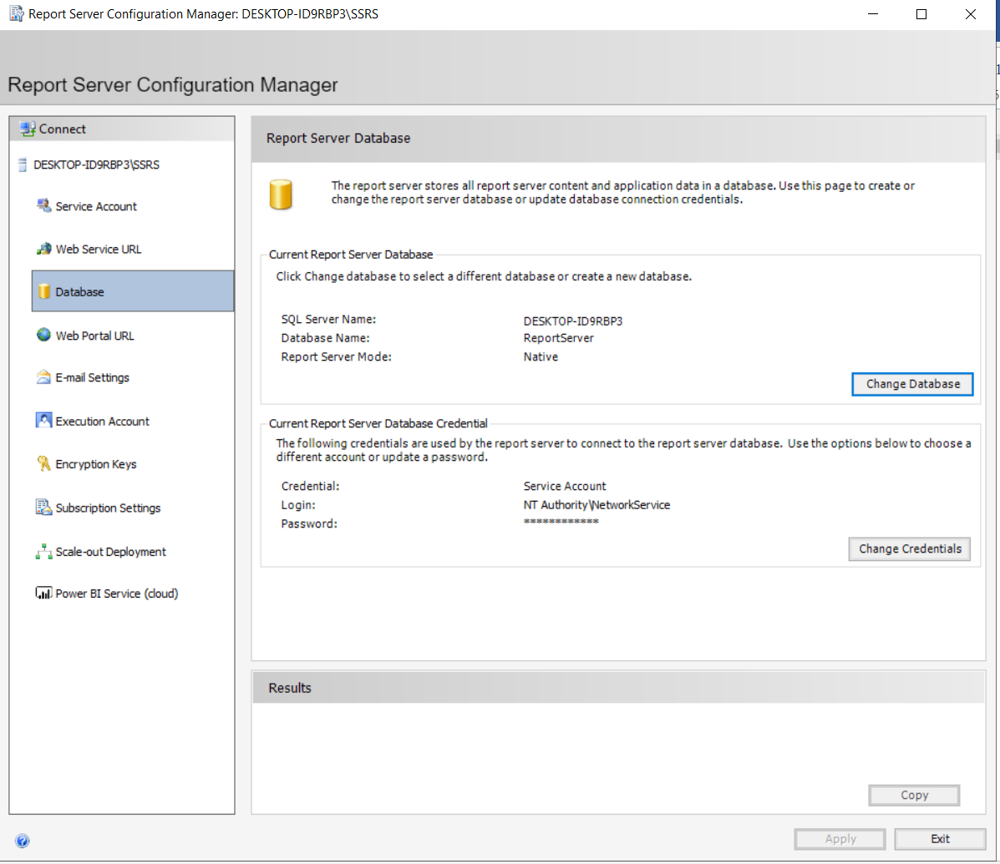 Report Server Configuration Manager: DESKTOP-ID9RBP3\SSRS
Report Server Configuration Manager
Connect
DESKTOP-ID9RBP3\SSRS
Service Account
Web Service URL
Database
Web Portal URL
E-mail Settings
Execution Account
Encryption Keys
Subscription Settings
Scale-out Deployment
Power BI Service (cloud)
Report Server Database
The report server stores all report server content and application data in a database. Use this page to create or
change the report server database or update database connection credentials.
Current Report Server Database
Click Change database to select a different database or create a new database.
SQL Server Name: DESKTOP-ID9RBP3
Database Name: ReportServer
Report Server Mode: Native
Change Database
Current Report Server Database Credential
The following credentials are used by the report server to connect to the report server database. Use the options below to choose a
different account or update a password.
Credential: Service Account
Login: NT Authority\NetworkService
Password: ************
Change Credentials
Results
Copy
Apply
Exit